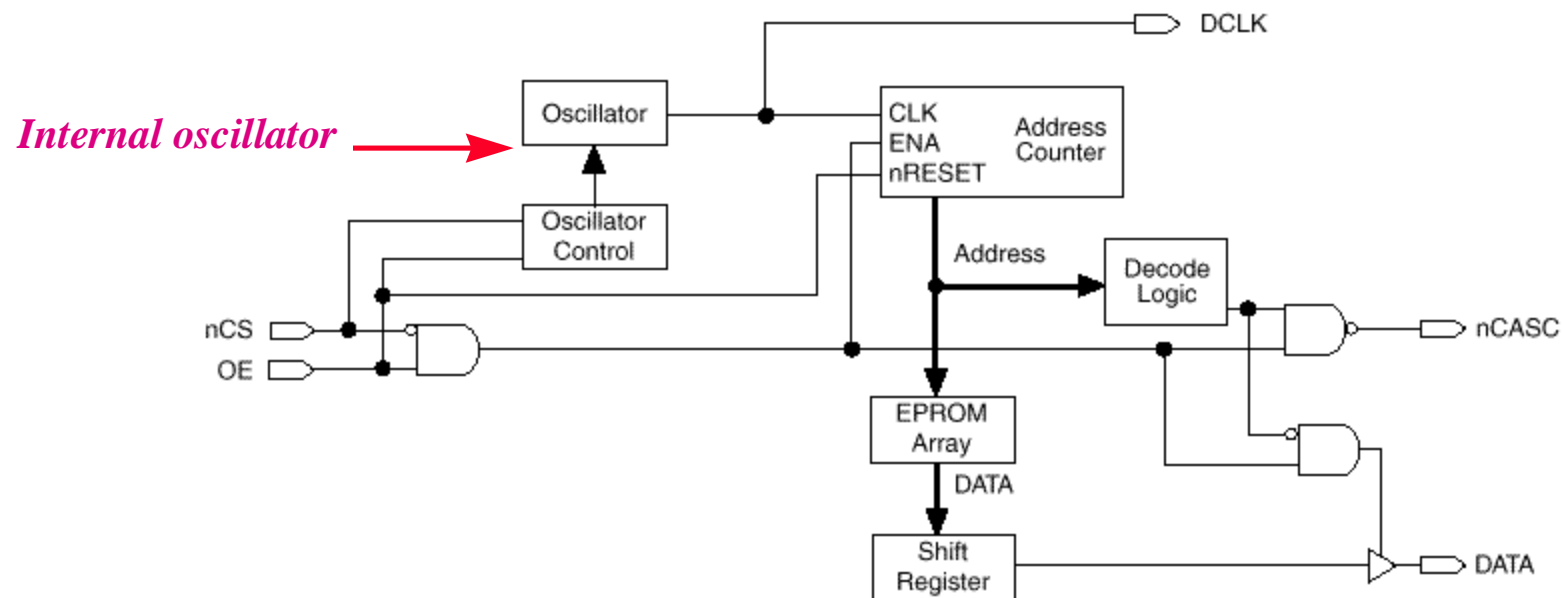 DCLK
Oscillator
CLK
ENA
nRESET
Address
Counter
Internal oscillator
Oscillator
Control
Address
Decode
Logic
nCS
OE
nCASC
EPROM
Array
DATA
Shift
Register
DATA